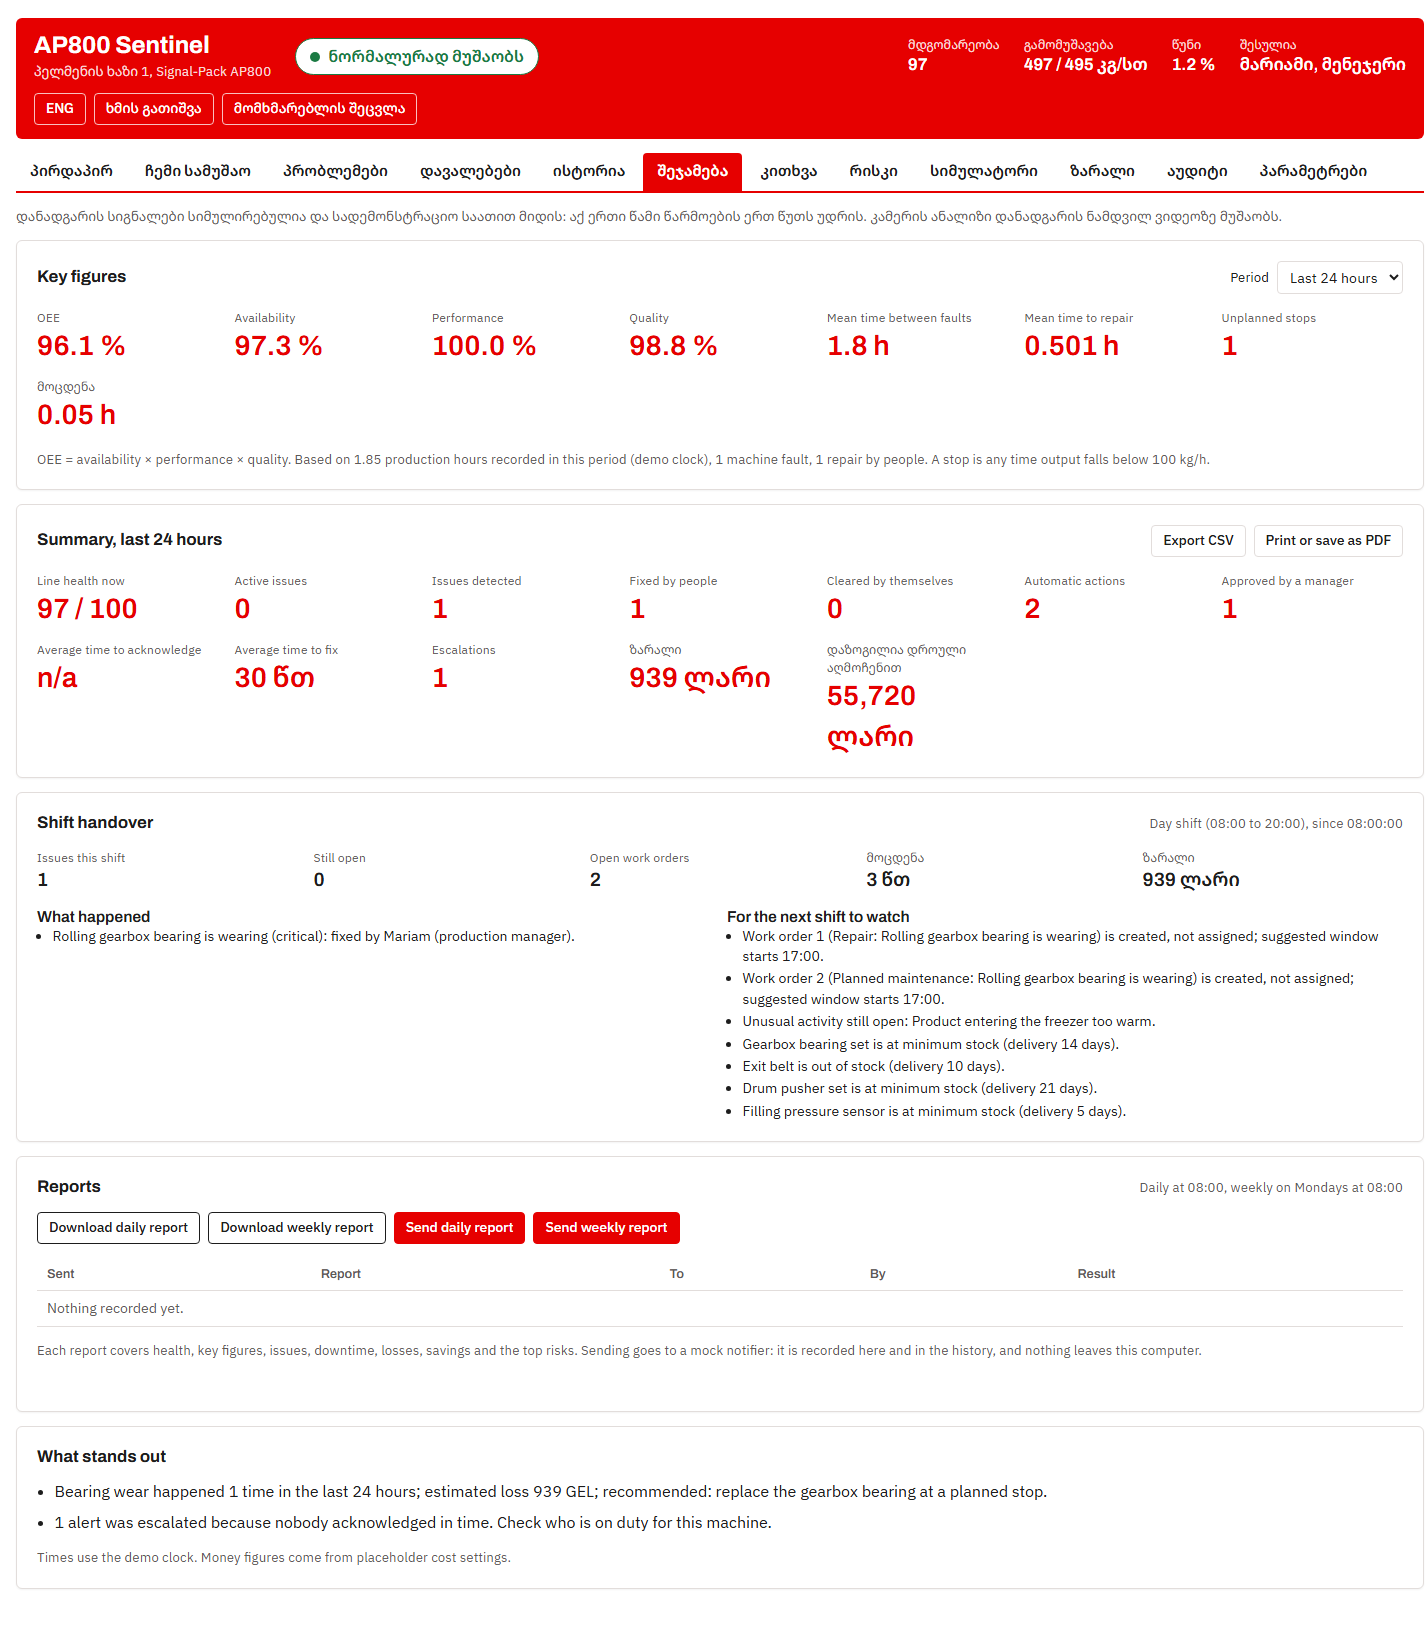 AP800 Sentinel
პელმენის ხაზი 1, Signal-Pack AP800
ნორმალურად მუშაობს
მდგომარეობა
97
გამომუშავება
497 / 495 კგ/სთ
წუნი
1.2 %
შესულია
მარიამი, მენეჯერი
ENG
ხმის გათიშვა
მომხმარებლის შეცვლა
პირდაპირ
ჩემი სამუშაო
პრობლემები
დავალებები
ისტორია
შეჯამება
კითხვა
რისკი
სიმულატორი
ზარალი
აუდიტი
პარამეტრები
დანადგარის სიგნალები სიმულირებულია და სადემონსტრაციო საათით მიდის: აქ ერთი წამი წარმოების ერთ წუთს უდრის. კამერის ანალიზი დანადგარის ნამდვილ ვიდეოზე მუშაობს.
Key figures
Period
Last 24 hours
OEE
96.1 %
Availability
97.3 %
Performance
100.0 %
Quality
98.8 %
Mean time between faults
1.8 h
Mean time to repair
0.501 h
Unplanned stops
1
მოცდენა
0.05 h
OEE = availability × performance × quality. Based on 1.85 production hours recorded in this period (demo clock), 1 machine fault, 1 repair by people. A stop is any time output falls below 100 kg/h.
Summary, last 24 hours
Export CSV
Print or save as PDF
Line health now
97 / 100
Active issues
0
Issues detected
1
Fixed by people
1
Cleared by themselves
0
Automatic actions
2
Approved by a manager
1
Average time to acknowledge
n/a
Average time to fix
30 წთ
Escalations
1
ზარალი
939 ლარი
დაზოგილია დროული
აღმოჩენით
55,720
ლარი
Shift handover
Day shift (08:00 to 20:00), since 08:00:00
Issues this shift
1
Still open
0
Open work orders
2
მოცდენა
3 წთ
ზარალი
939 ლარი
What happened
Rolling gearbox bearing is wearing (critical): fixed by Mariam (production manager).
For the next shift to watch
Work order 1 (Repair: Rolling gearbox bearing is wearing) is created, not assigned; suggested window
starts 17:00.
Work order 2 (Planned maintenance: Rolling gearbox bearing is wearing) is created, not assigned;
suggested window starts 17:00.
Unusual activity still open: Product entering the freezer too warm.
Gearbox bearing set is at minimum stock (delivery 14 days).
Exit belt is out of stock (delivery 10 days).
Drum pusher set is at minimum stock (delivery 21 days).
Filling pressure sensor is at minimum stock (delivery 5 days).
Reports
Daily at 08:00, weekly on Mondays at 08:00
Download daily report
Download weekly report
Send daily report
Send weekly report
Sent
Report
To
By
Result
Nothing recorded yet.
Each report covers health, key figures, issues, downtime, losses, savings and the top risks. Sending goes to a mock notifier: it is recorded here and in the history, and nothing leaves this computer.
What stands out
Bearing wear happened 1 time in the last 24 hours; estimated loss 939 GEL; recommended: replace the gearbox bearing at a planned stop.
1 alert was escalated because nobody acknowledged in time. Check who is on duty for this machine.
Times use the demo clock. Money figures come from placeholder cost settings.